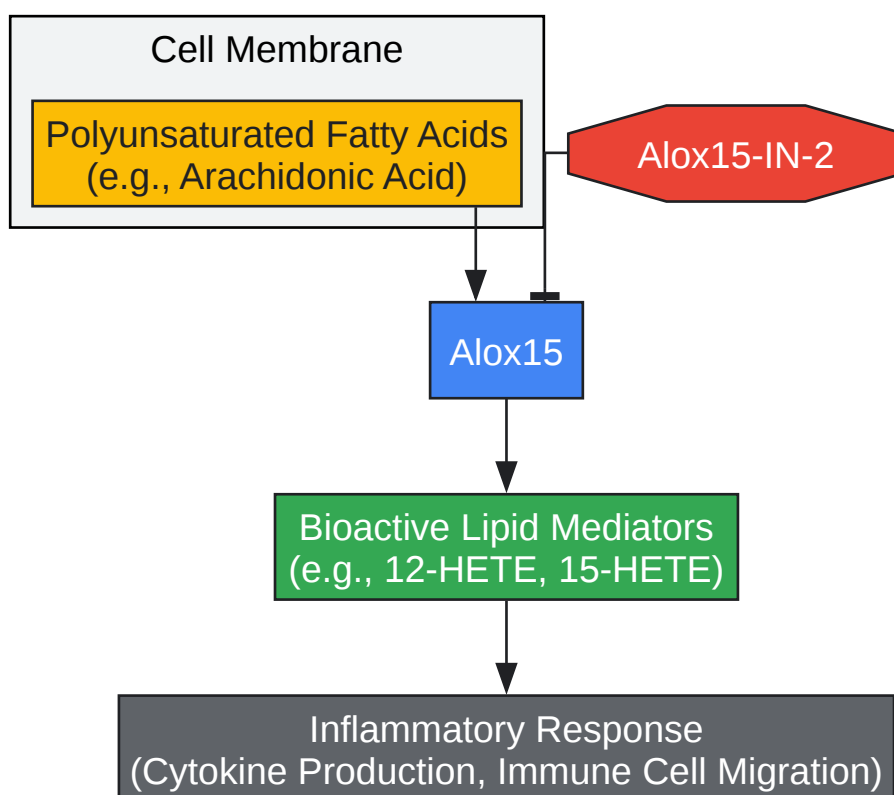 Cell Membrane
Polyunsaturated Fatty Acids
(e.g., Arachidonic Acid)
Alox15-IN-2
Alox15
Bioactive Lipid Mediators
(e.g., 12-HETE, 15-HETE)
Inflammatory Response
(Cytokine Production, Immune Cell Migration)